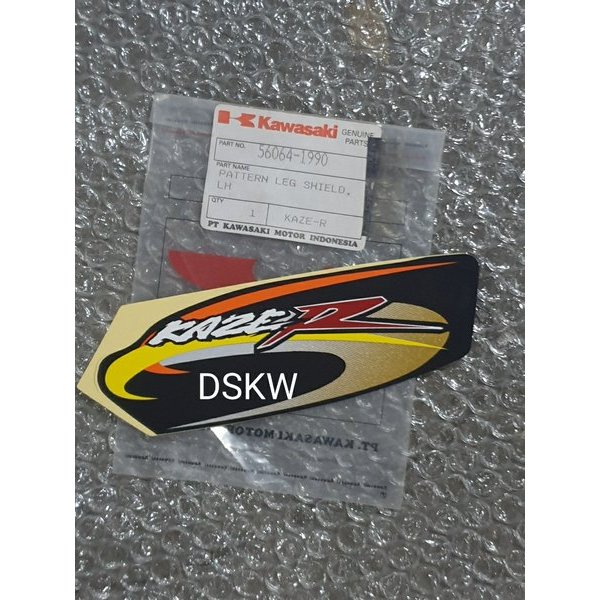 Kawasaki GENUINE PARTS
PART NO. 56064-1990
PART NAME
PATTERN LEG SHIELD,
LH
QTY 1 KAZE-R
PT KAWASAKI MOTOR INDONESIA
KAZE R
DSKW
PT. KAWASAKI MOTOR